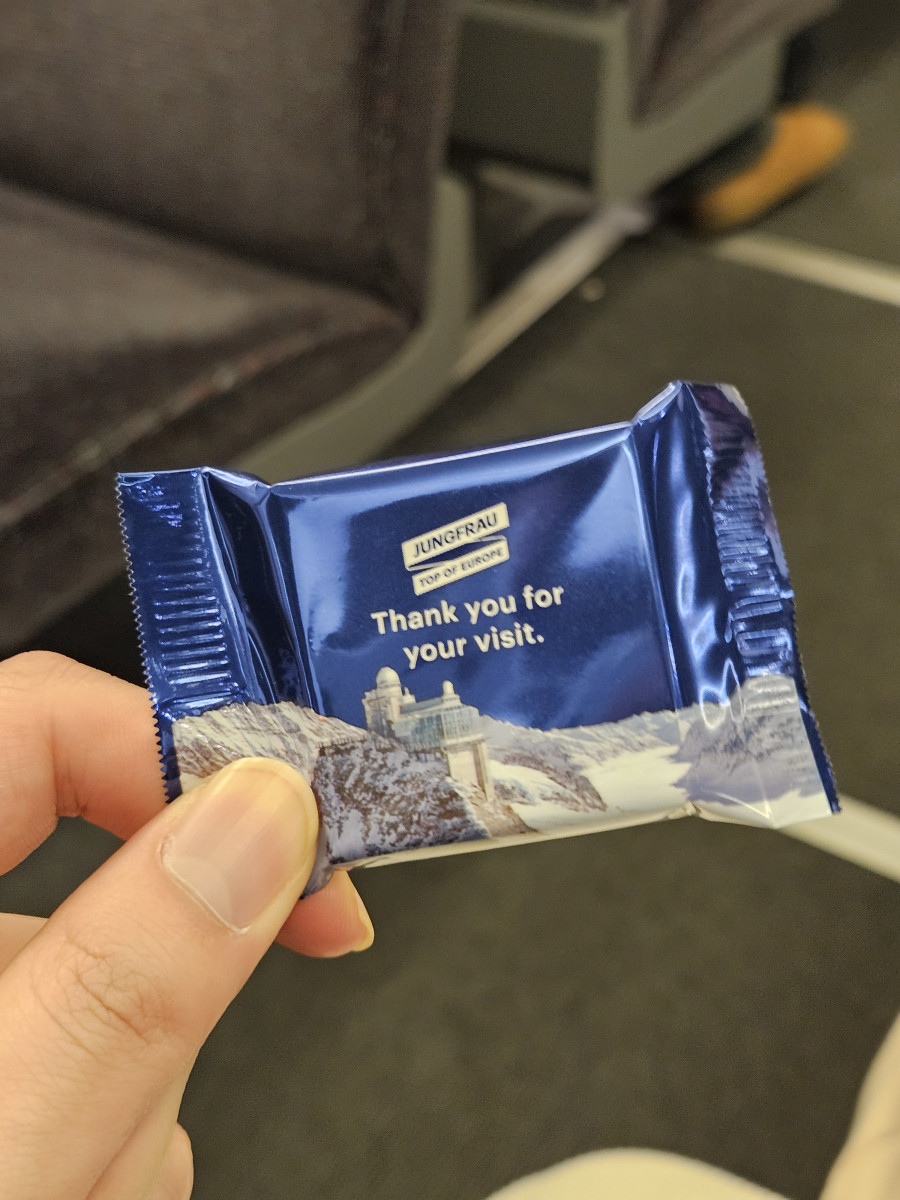 JUNGFRAU
TOP OF EUROPE
Thank you for
your visit.